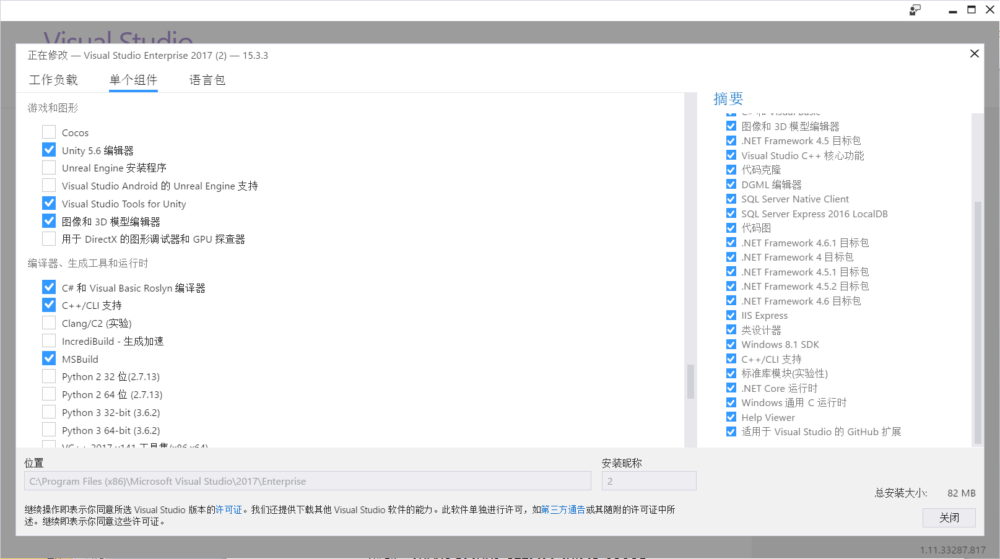 Visual Studio
正在修改 — Visual Studio Enterprise 2017 (2) — 15.3.3
工作负载 单个组件 语言包
游戏和图形
Cocos
Unity 5.6 编辑器
Unreal Engine 安装程序
Visual Studio Android 的 Unreal Engine 支持
Visual Studio Tools for Unity
图像和 3D 模型编辑器
用于 DirectX 的图形调试器和 GPU 探查器
编译器、生成工具和运行时
C# 和 Visual Basic Roslyn 编译器
C++/CLI 支持
Clang/C2 (实验)
IncrediBuild - 生成加速
MSBuild
Python 2 32 位(2.7.13)
Python 2 64 位 (2.7.13)
Python 3 32-bit (3.6.2)
Python 3 64-bit (3.6.2)
VC++ 2017 v141 工具集(x86,x64)
摘要
C# 和 Visual Basic
图像和 3D 模型编辑器
.NET Framework 4.5 目标包
Visual Studio C++ 核心功能
代码克隆
DGML 编辑器
SQL Server Native Client
SQL Server Express 2016 LocalDB
代码图
.NET Framework 4.6.1 目标包
.NET Framework 4 目标包
.NET Framework 4.5.1 目标包
.NET Framework 4.5.2 目标包
.NET Framework 4.6 目标包
IIS Express
类设计器
Windows 8.1 SDK
C++/CLI 支持
标准库模块(实验性)
.NET Core 运行时
Windows 通用 C 运行时
Help Viewer
适用于 Visual Studio 的 GitHub 扩展
位置
C:\Program Files (x86)\Microsoft Visual Studio\2017\Enterprise
安装昵称
2
总安装大小: 82 MB
继续操作即表示你同意所选 Visual Studio 版本的许可证。我们还提供下载其他 Visual Studio 软件的能力。此软件单独进行许可，如第三方通告或其随附的许可证中所
述。继续即表示你同意这些许可证。
关闭
1.11.33287.817